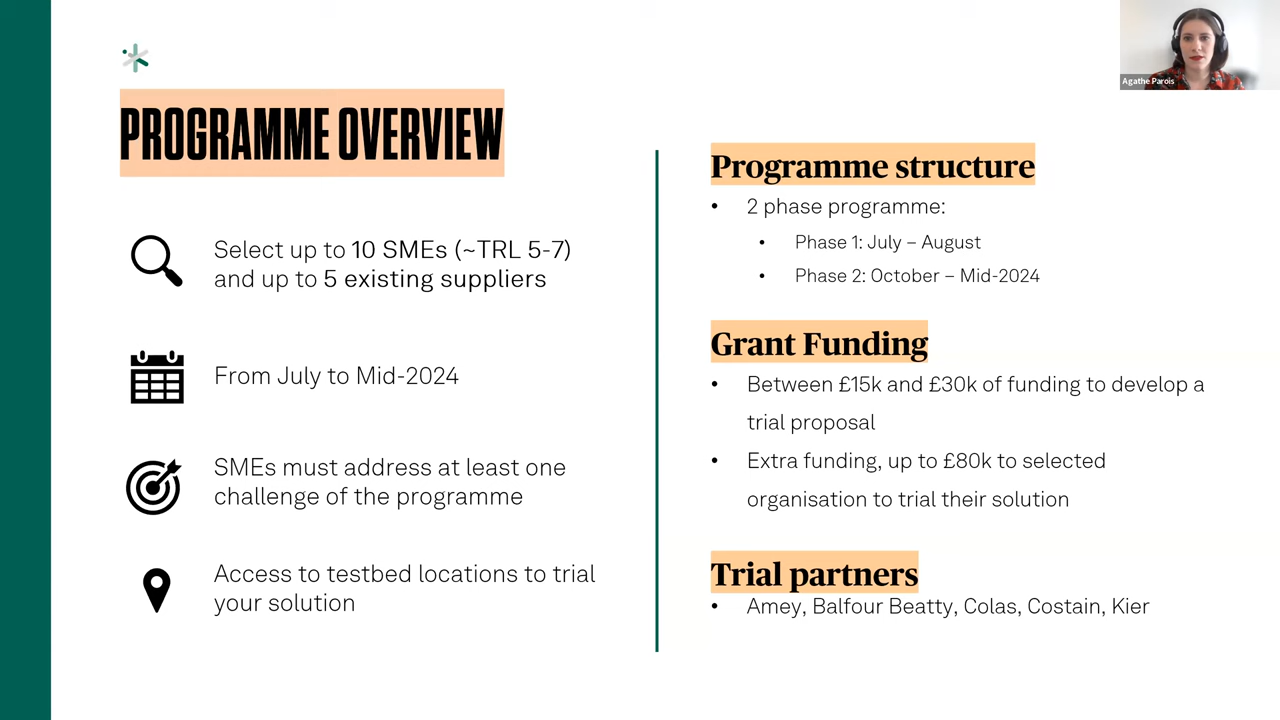 PROGRAMME OVERVIEW
Select up to 10 SMEs (~TRL 5-7)
and up to 5 existing suppliers
From July to Mid-2024
SMEs must address at least one
challenge of the programme
Access to testbed locations to trial
your solution
Programme structure
• 2 phase programme:
• Phase 1: July – August
• Phase 2: October – Mid-2024
Grant Funding
• Between £15k and £30k of funding to develop a
trial proposal
• Extra funding, up to £80k to selected
organisation to trial their solution
Trial partners
• Amey, Balfour Beatty, Colas, Costain, Kier
Agathe Parois